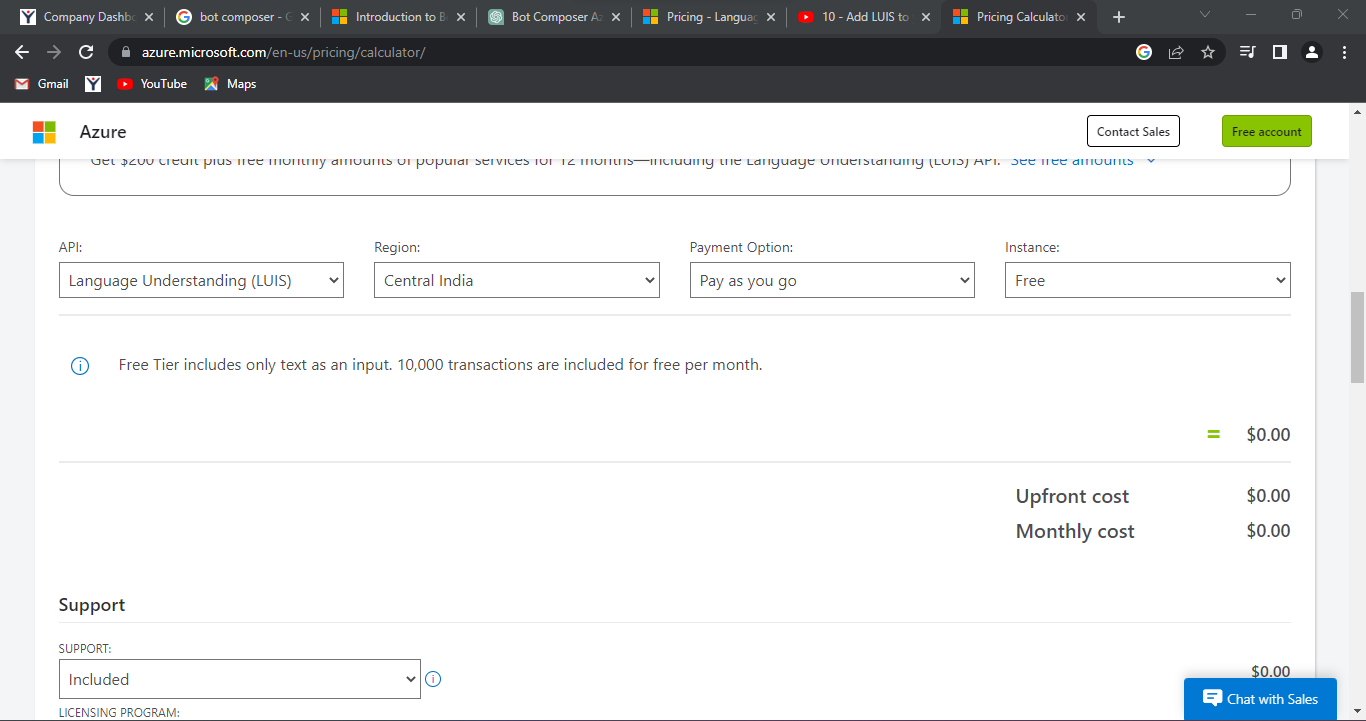 Company Dashb
bot composer - G
Introduction to B
Bot Composer Az
Pricing - Languag
10 - Add LUIS to
Pricing Calculator
azure.microsoft.com/en-us/pricing/calculator/
Gmail
YouTube
Maps
Azure
Contact Sales
Free account
Get $200 credit plus free monthly amounts of popular services for 12 months—including the Language Understanding (LUIS) API. See free amounts
API:
Region:
Payment Option:
Instance:
Language Understanding (LUIS)
Central India
Pay as you go
Free
Free Tier includes only text as an input. 10,000 transactions are included for free per month.
= $0.00
Upfront cost $0.00
Monthly cost $0.00
Support
SUPPORT:
Included
$0.00
Chat with Sales
LICENSING PROGRAM: